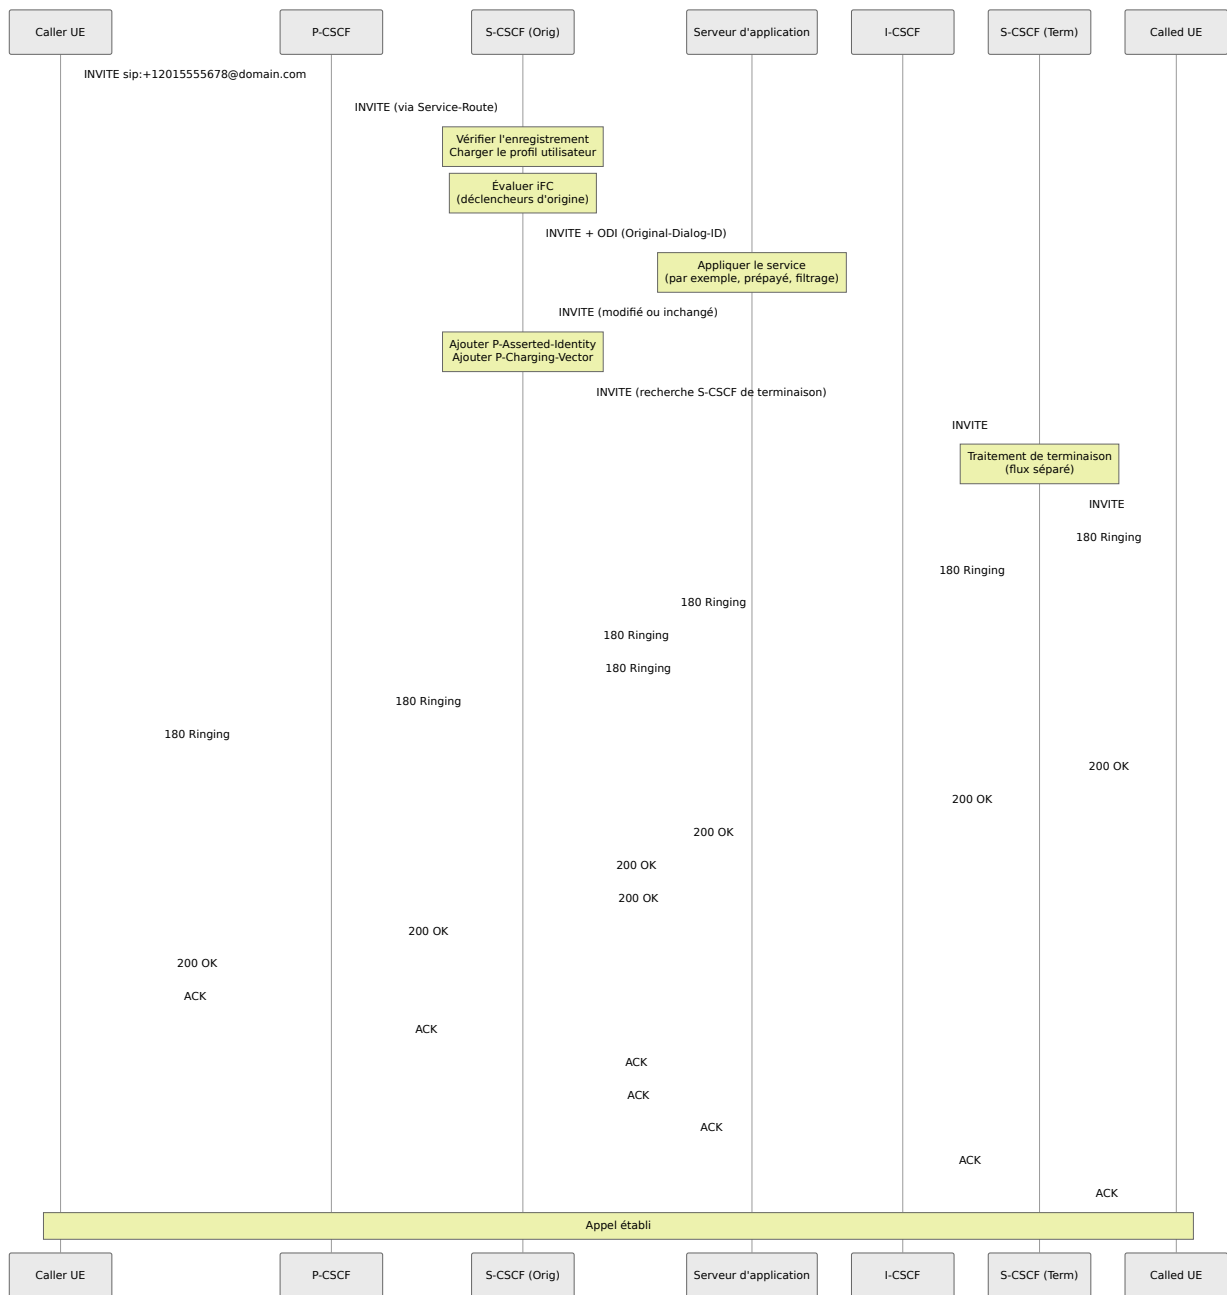 Caller UE
P-CSCF
S-CSCF (Orig)
Serveur d'application
I-CSCF
S-CSCF (Term)
Called UE
INVITE sip:+12015555678@domain.com
INVITE (via Service-Route)
Vérifier l'enregistrement
Charger le profil utilisateur
Évaluer iFC
(déclencheurs d'origine)
INVITE + ODI (Original-Dialog-ID)
Appliquer le service
(par exemple, prépayé, filtrage)
INVITE (modifié ou inchangé)
Ajouter P-Asserted-Identity
Ajouter P-Charging-Vector
INVITE (recherche S-CSCF de terminaison)
INVITE
Traitement de terminaison
(flux séparé)
INVITE
180 Ringing
180 Ringing
180 Ringing
180 Ringing
180 Ringing
180 Ringing
180 Ringing
200 OK
200 OK
200 OK
200 OK
200 OK
200 OK
200 OK
ACK
ACK
ACK
ACK
ACK
ACK
ACK
Appel établi
Caller UE
P-CSCF
S-CSCF (Orig)
Serveur d'application
I-CSCF
S-CSCF (Term)
Called UE